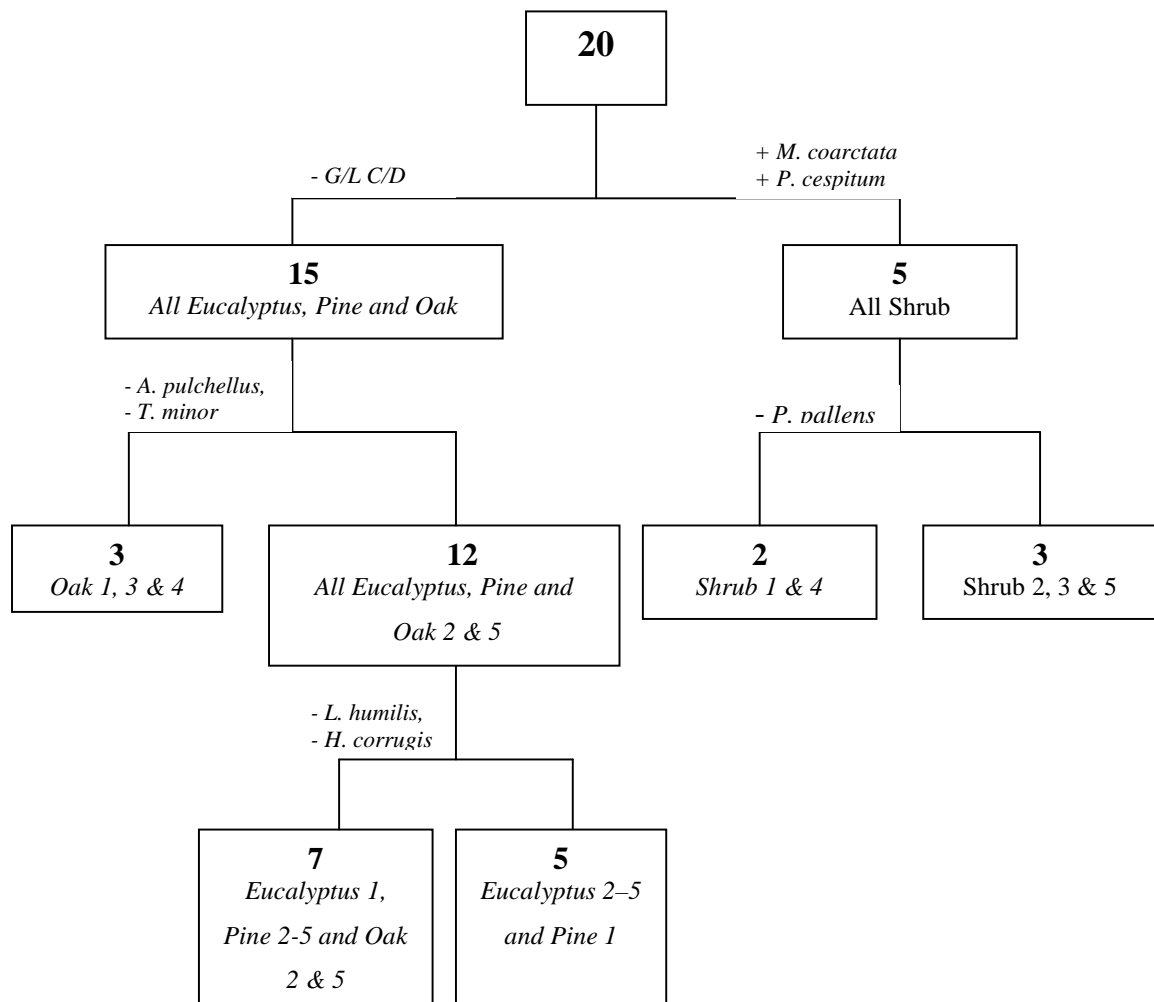 20
+ M. coarctata
+ P. cespitum
- G/L C/D
15
All Eucalyptus, Pine and Oak
5
All Shrub
- A. pulchellus,
- T. minor
- P. pallens
3
Oak 1, 3 & 4
12
All Eucalyptus, Pine and
Oak 2 & 5
2
Shrub 1 & 4
3
Shrub 2, 3 & 5
- L. humilis,
- H. corrugis
7
Eucalyptus 1,
Pine 2-5 and Oak
2 & 5
5
Eucalyptus 2–5
and Pine 1